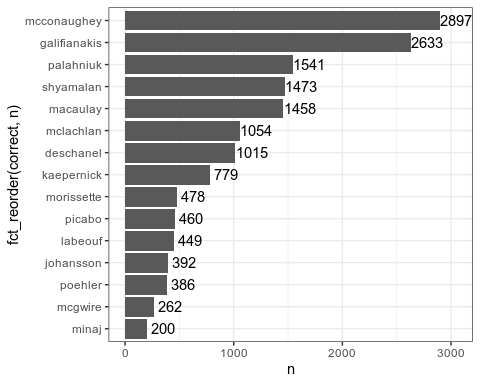 mcconaughey 2897
galifianakis 2633
palahniuk 1541
shyamalan 1473
macaulay 1458
mclachlan 1054
deschanel 1015
kaepernick 779
morissette 478
picabo 460
labeouf 449
johansson 392
poehler 386
mcgwire 262
minaj 200
0 1000 2000 3000
n
fct_reorder(correct, n)